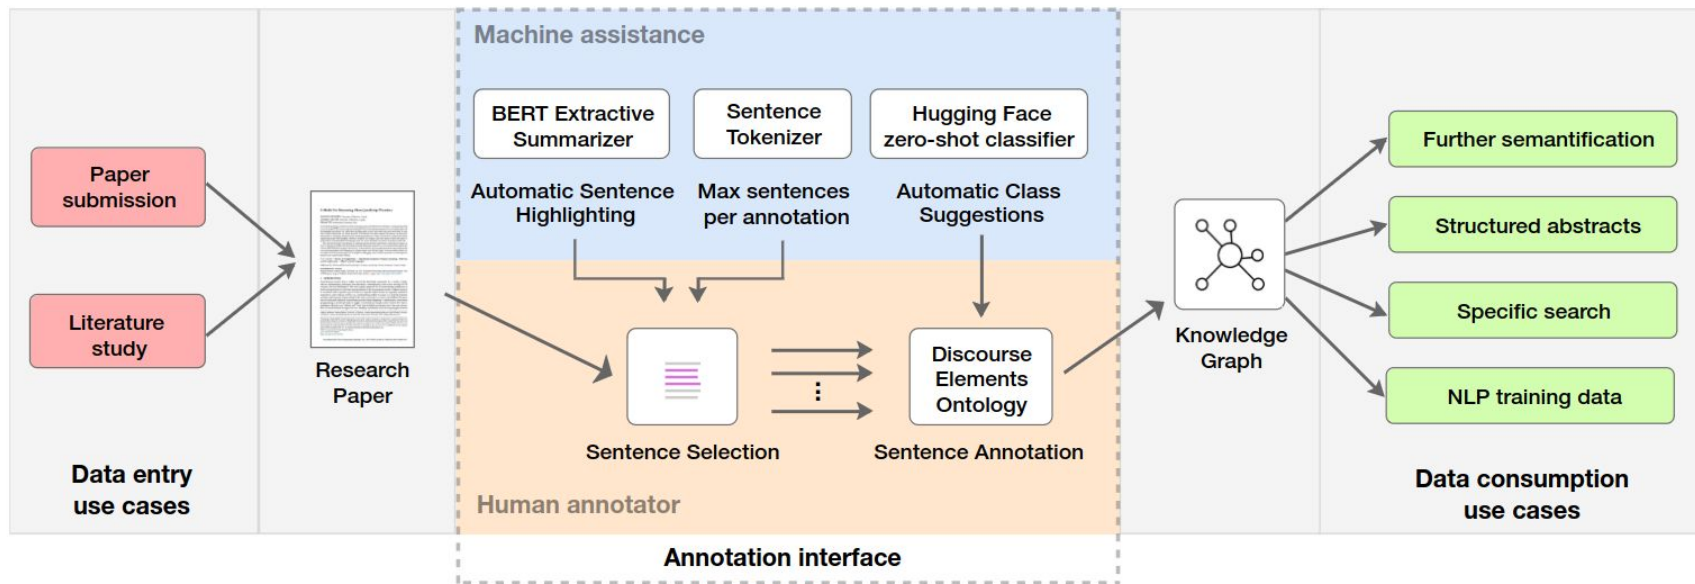 Machine assistance
BERT Extractive
Summarizer
Sentence
Tokenizer
Hugging Face
zero-shot classifier
Automatic Sentence
Highlighting
Max sentences
per annotation
Automatic Class
Suggestions
Paper
submission
Literature
study
Data entry
use cases
Research
Paper
Sentence Selection
Discourse
Elements
Ontology
Sentence Annotation
Human annotator
Annotation interface
Knowledge
Graph
Further semantification
Structured abstracts
Specific search
NLP training data
Data consumption
use cases